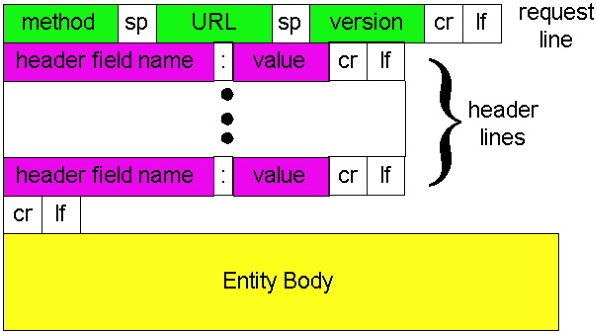 method sp URL sp version cr lf request line
header field name : value cr lf
header lines
header field name : value cr lf
cr lf
Entity Body